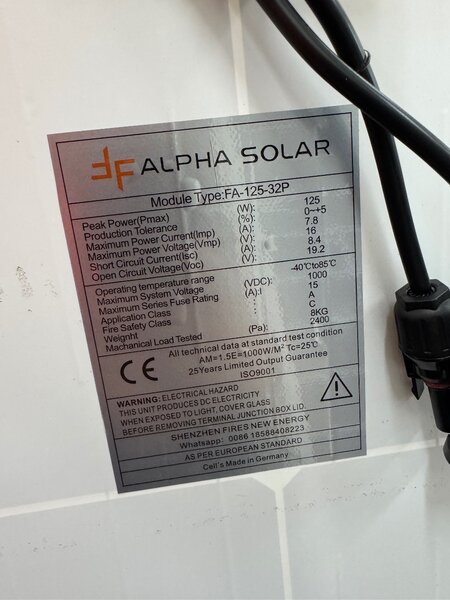 ALPHA SOLAR
Module Type:FA-125-32P
Peak Power(Pmax) (W): 125
Production Tolerance (%): 0~+5
Maximum Power Current(Imp) (A): 7.8
Maximum Power Voltage(Vmp) (V): 16
Short Circuit Current(Isc) (A): 8.4
Open Circuit Voltage(Voc) (V): 19.2
Operating temperature range -40℃to85℃
Maximum System Voltage (VDC): 1000
Maximum Series Fuse Rating (A):I 15
Application Class : A
Fire Safety Class : C
Weignht 8KG
Machanical Load Tested (Pa): 2400
CE
All technical data at standard test condition
AM=1.5E=1000W/M² Tc=25℃
25Years Limited Output Guarantee
ISO9001
WARNING: ELECTRICAL HAZARD
THIS UNIT PRODUCES DC ELECTRICITY
WHEN EXPOSED TO LIGHT, COVER GLASS
BEFORE REMOVING TERMINAL JUNCTION BOX LID.
SHENZHEN FIRES NEW ENERGY
Whatsapp: 0086 18588408223
AS PER EUROPEAN STANDARD
Cell's Made in Germany